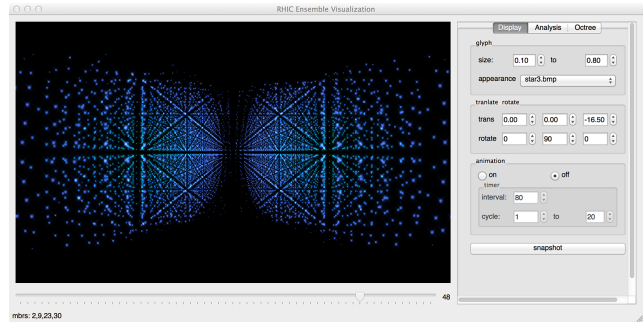 RHIC Ensemble Visualization
Display Analysis Octree
glyph
size: 0.10 to 0.80
appearance star3.bmp
tranlate rotate
trans 0.00 0.00 -16.50
rotate 0 90 0
animation
on off
timer
interval: 80
cycle: 1 to 20
snapshot
48
mbrs: 2,9,23,30